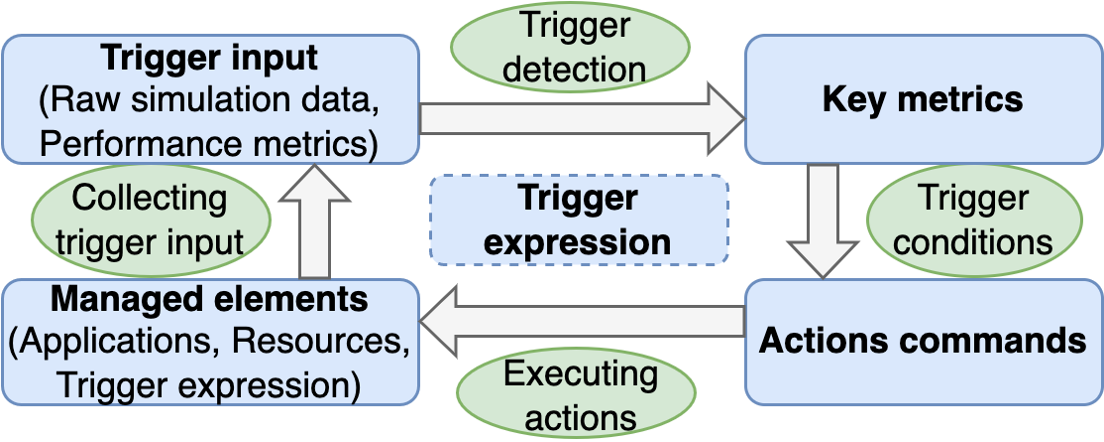 Trigger input
(Raw simulation data,
Performance metrics)
Trigger
detection
Key metrics
Collecting
trigger input
Trigger
expression
Trigger
conditions
Managed elements
(Applications, Resources,
Trigger expression)
Executing
actions
Actions commands